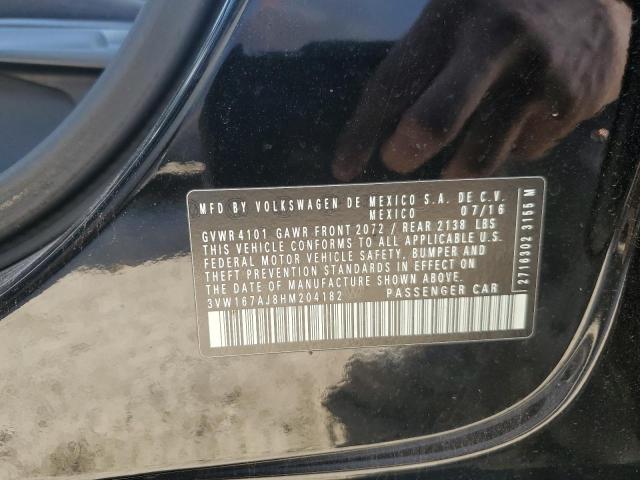 MFD BY VOLKSWAGEN DE MEXICO S.A. DE C.V.
MEXICO 07/16
GVWR 4101 GAWR FRONT 2072 / REAR 2138 LBS
THIS VEHICLE CONFORMS TO ALL APPLICABLE U.S.
FEDERAL MOTOR VEHICLE SAFETY, BUMPER AND
THEFT PREVENTION STANDARDS IN EFFECT ON
THE DATE OF MANUFACTURE SHOWN ABOVE
3VW167AJ8HM204182 PASSENGER CAR
2716302 3155 M